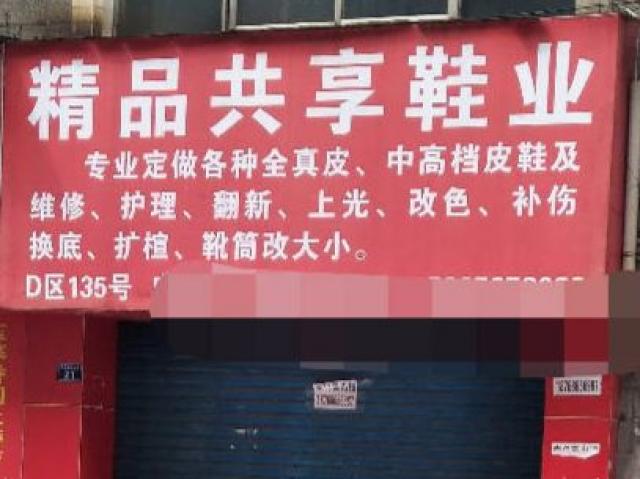 精品共享鞋业
专业定做各种全真皮、中高档皮鞋及
维修、护理、翻新、上光、改色、补伤
换底、扩楦、靴筒改大小。
D区135号
21